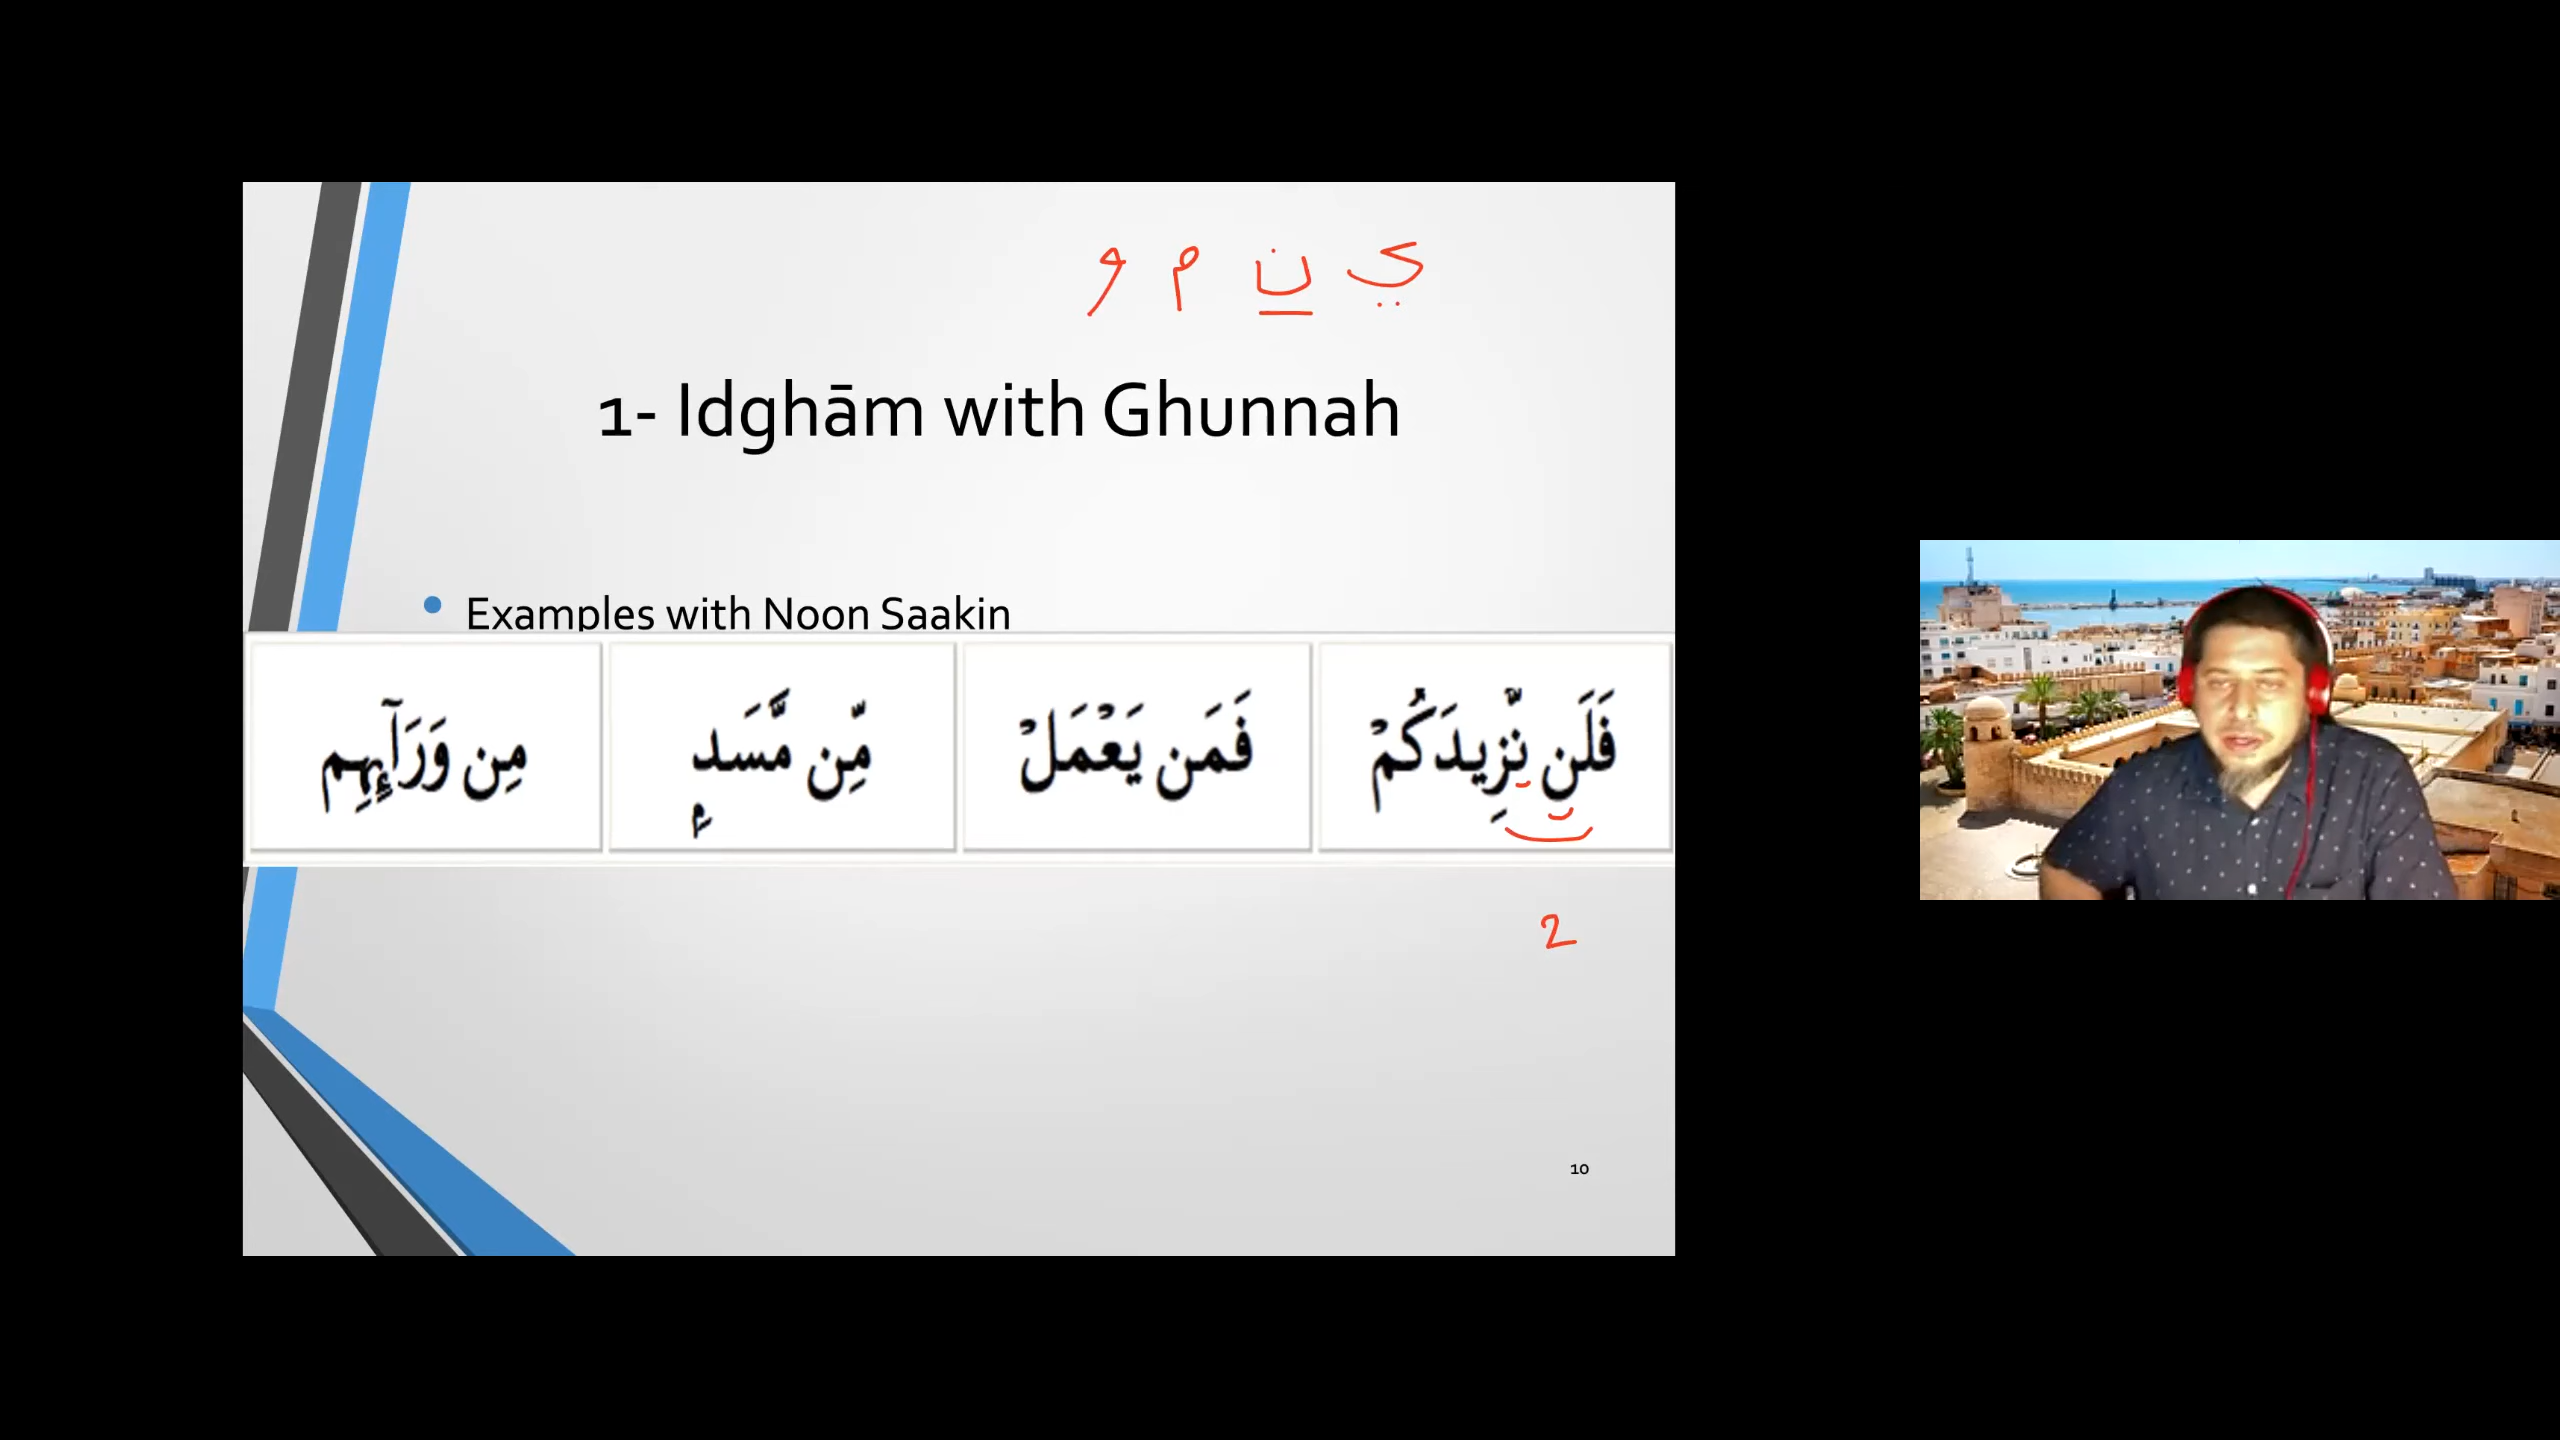 ي ن م و
1- Idghām with Ghunnah
• Examples with Noon Saakin
فَلَن نَّزِيدَكُمْ فَمَن يَعْمَلْ مِّن مَّسَدٍ مِن وَرَآئِهِم
2
10